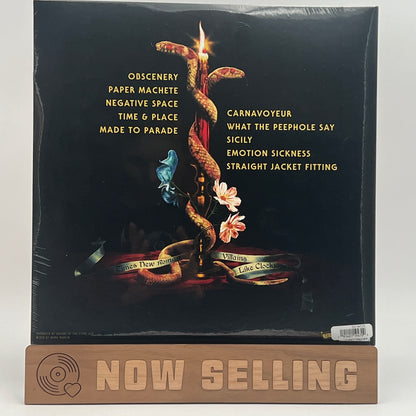 OBSCENERY
PAPER MACHETE
NEGATIVE SPACE
TIME & PLACE
MADE TO PARADE
CARNAVOYEUR
WHAT THE PEEPHOLE SAY
SICILY
EMOTION SICKNESS
STRAIGHT JACKET FITTING
Villains
Like Clockwork
NOW SELLING